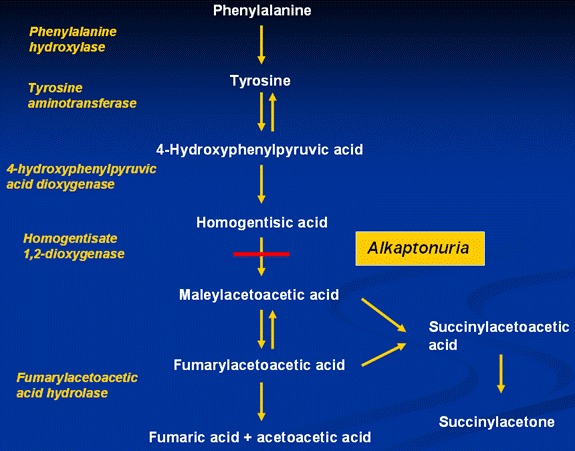 Phenylalanine
Phenylalanine
hydroxylase
Tyrosine
Tyrosine
aminotransferase
4-Hydroxyphenylpyruvic acid
4-hydroxyphenylpyruvic
acid dioxygenase
Homogentisic acid
Homogentisate
1,2-dioxygenase
Alkaptonuria
Maleylacetoacetic acid
Succinylacetoacetic
acid
Fumarylacetoacetic acid
Fumarylacetoacetic
acid hydrolase
Succinylacetone
Fumaric acid + acetoacetic acid